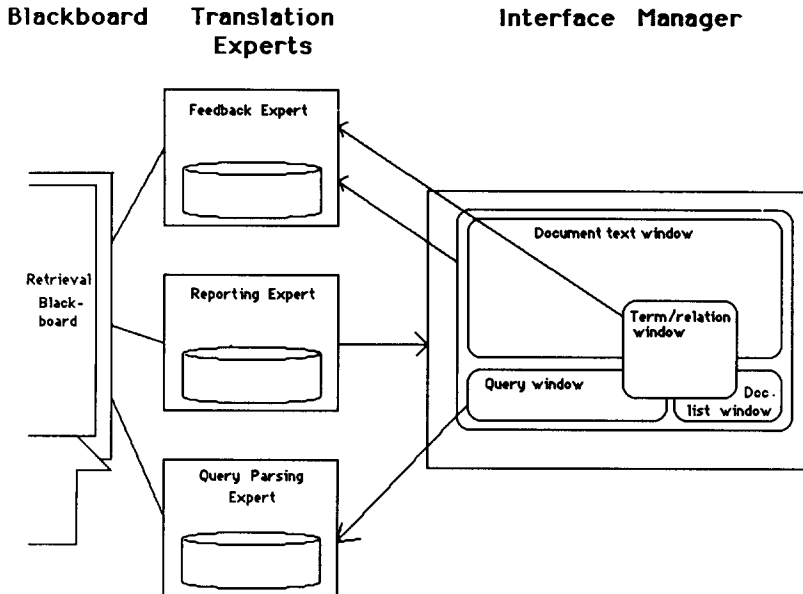 Blackboard
Translation
Experts
Interface Manager
Feedback Expert
Retrieval
Black-
board
Reporting Expert
Query Parsing
Expert
Document text window
Term/relation
window
Query window
Doc.
list window